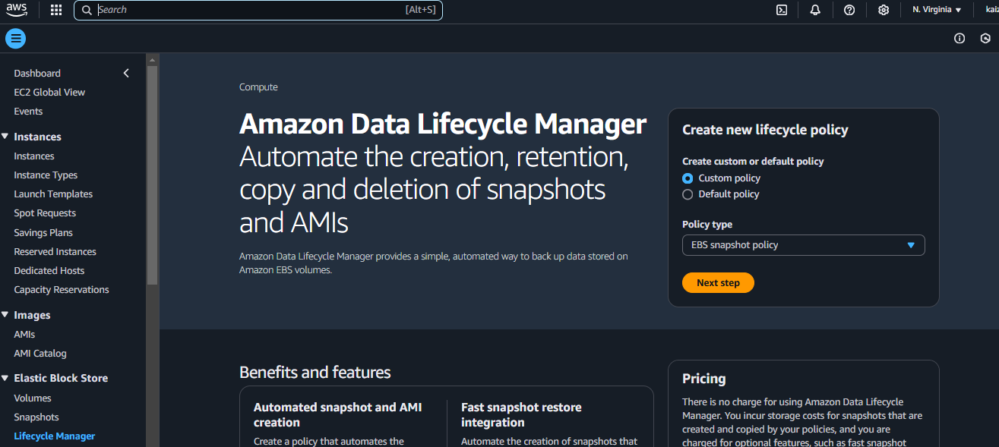 aws
Search
[Alt+S]
N. Virginia
Dashboard
EC2 Global View
Events
Instances
Instances
Instance Types
Launch Templates
Spot Requests
Savings Plans
Reserved Instances
Dedicated Hosts
Capacity Reservations
Images
AMIs
AMI Catalog
Elastic Block Store
Volumes
Snapshots
Lifecycle Manager
Compute
Amazon Data Lifecycle Manager
Automate the creation, retention,
copy and deletion of snapshots
and AMIs
Amazon Data Lifecycle Manager provides a simple, automated way to back up data stored on
Amazon EBS volumes.
Create new lifecycle policy
Create custom or default policy
Custom policy
Default policy
Policy type
EBS snapshot policy
Next step
Benefits and features
Automated snapshot and AMI
creation
Create a policy that automates the
Fast snapshot restore
integration
Automate the creation of snapshots that
Pricing
There is no charge for using Amazon Data Lifecycle
Manager. You incur storage costs for snapshots that are
created and copied by your policies, and you are
charged for optional features, such as fast snapshot